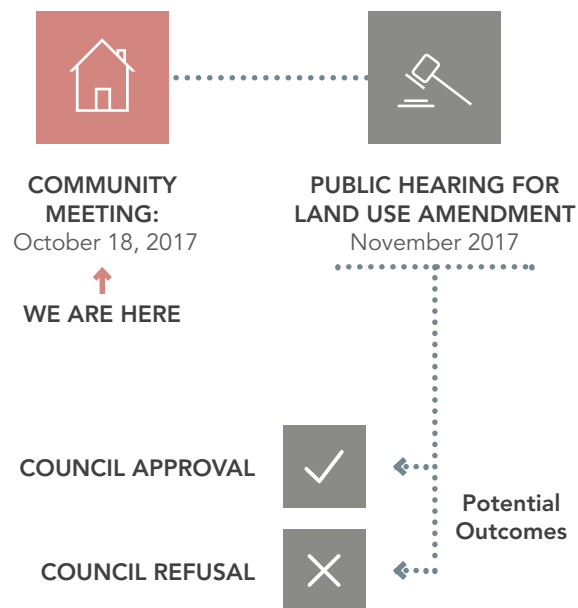 COMMUNITY
MEETING:
October 18, 2017
WE ARE HERE
PUBLIC HEARING FOR
LAND USE AMENDMENT
November 2017
COUNCIL APPROVAL
Potential
Outcomes
COUNCIL REFUSAL